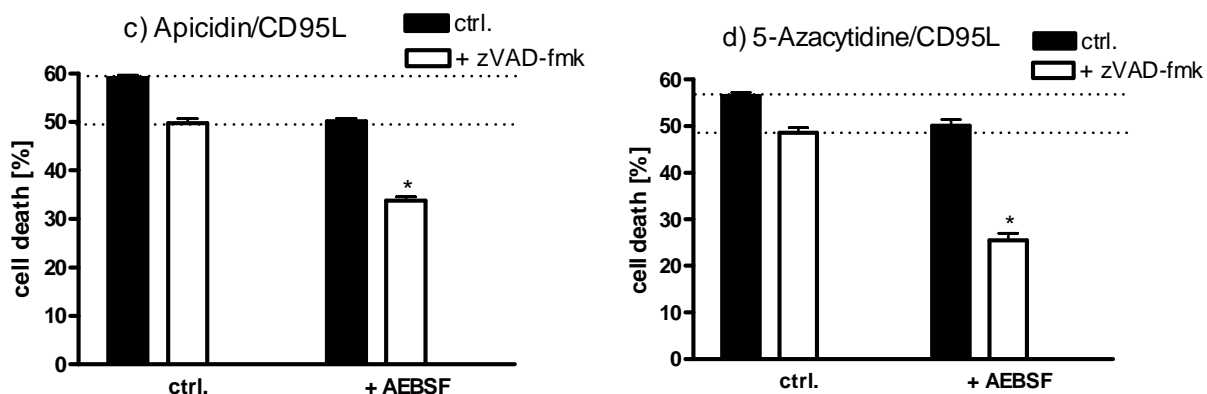 c) Apicidin/CD95L
ctrl.
+ zVAD-fmk
cell death [%]
60
50
40
30
20
10
0
*
ctrl.
+ AEBSF
d) 5-Azacytidine/CD95L
ctrl.
+ zVAD-fmk
cell death [%]
60
50
40
30
20
10
0
*
ctrl.
+ AEBSF